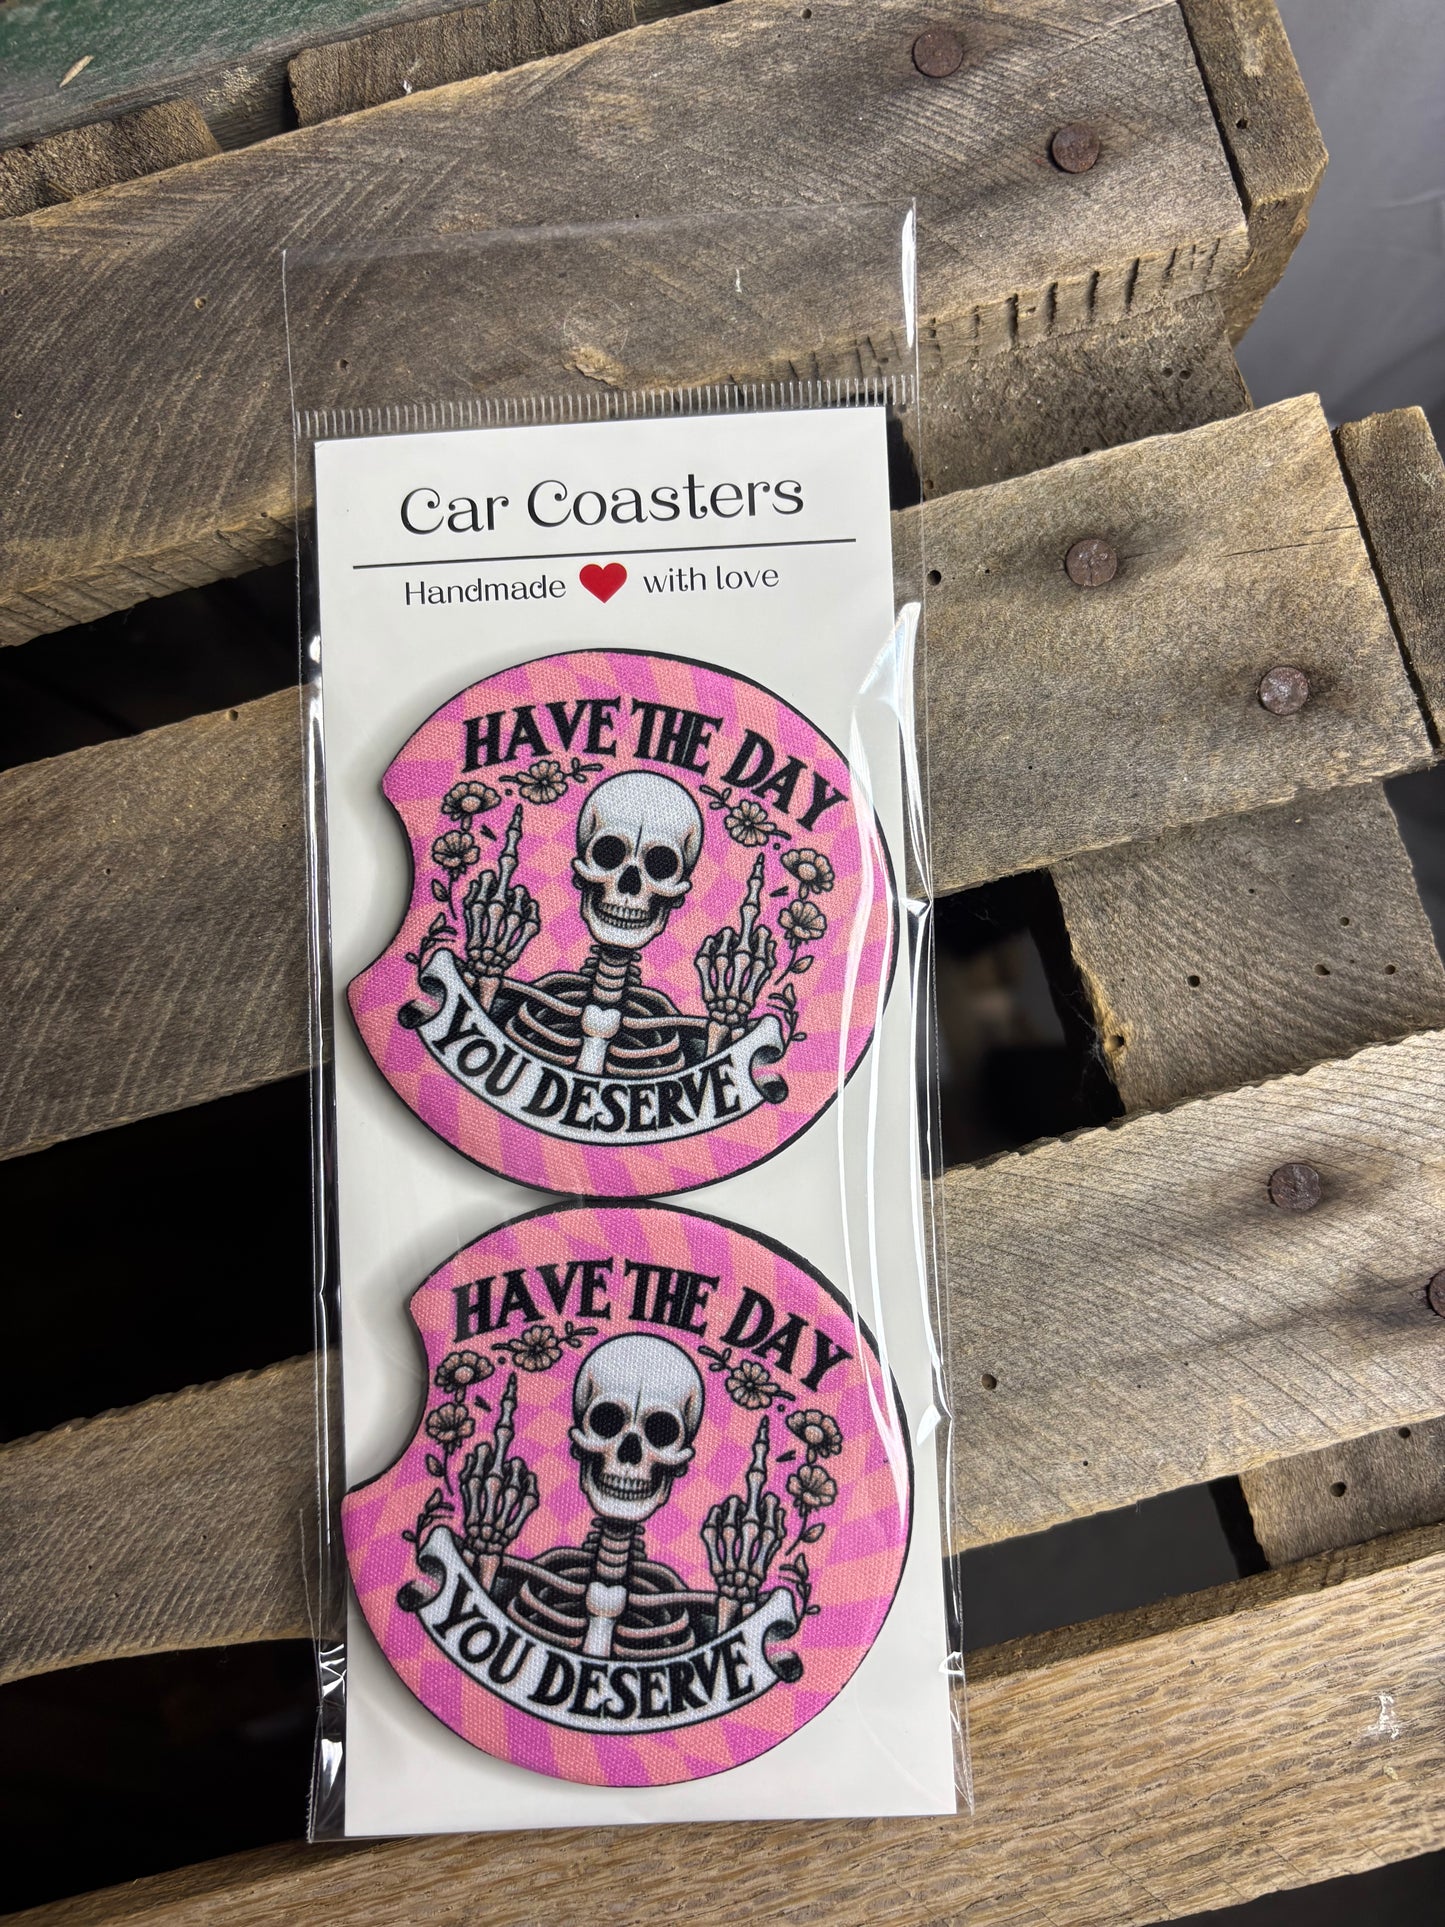 Car Coasters
Handmade ❤ with love
HAVE THE DAY
YOU DESERVE
HAVE THE DAY
YOU DESERVE